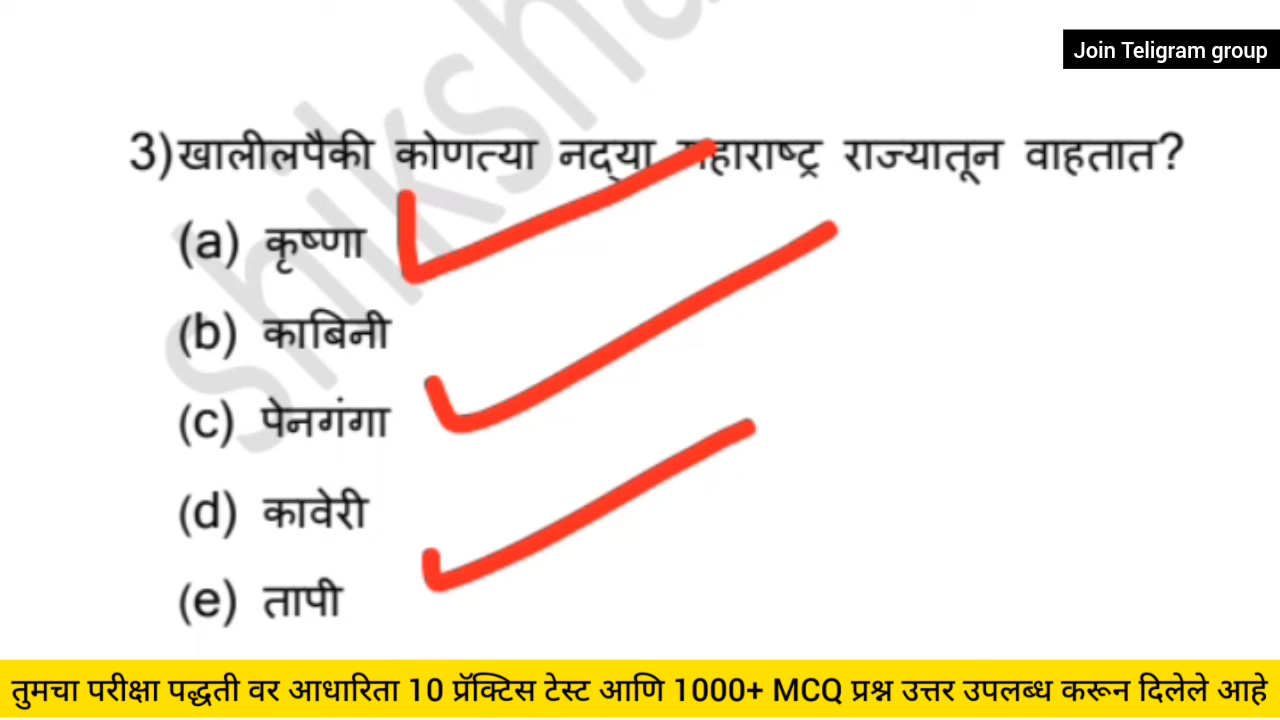 Join Teligram group
3)खालीलपैकी कोणत्या नद्या महाराष्ट्र राज्यातून वाहतात?
(a) कृष्णा
(b) काबिनी
(c) पेनगंगा
(d) कावेरी
(e) तापी
तुमचा परीक्षा पद्धती वर आधारिता 10 प्रॅक्टिस टेस्ट आणि 1000+ MCQ प्रश्न उत्तर उपलब्ध करून दिलेले आहे
shiksha